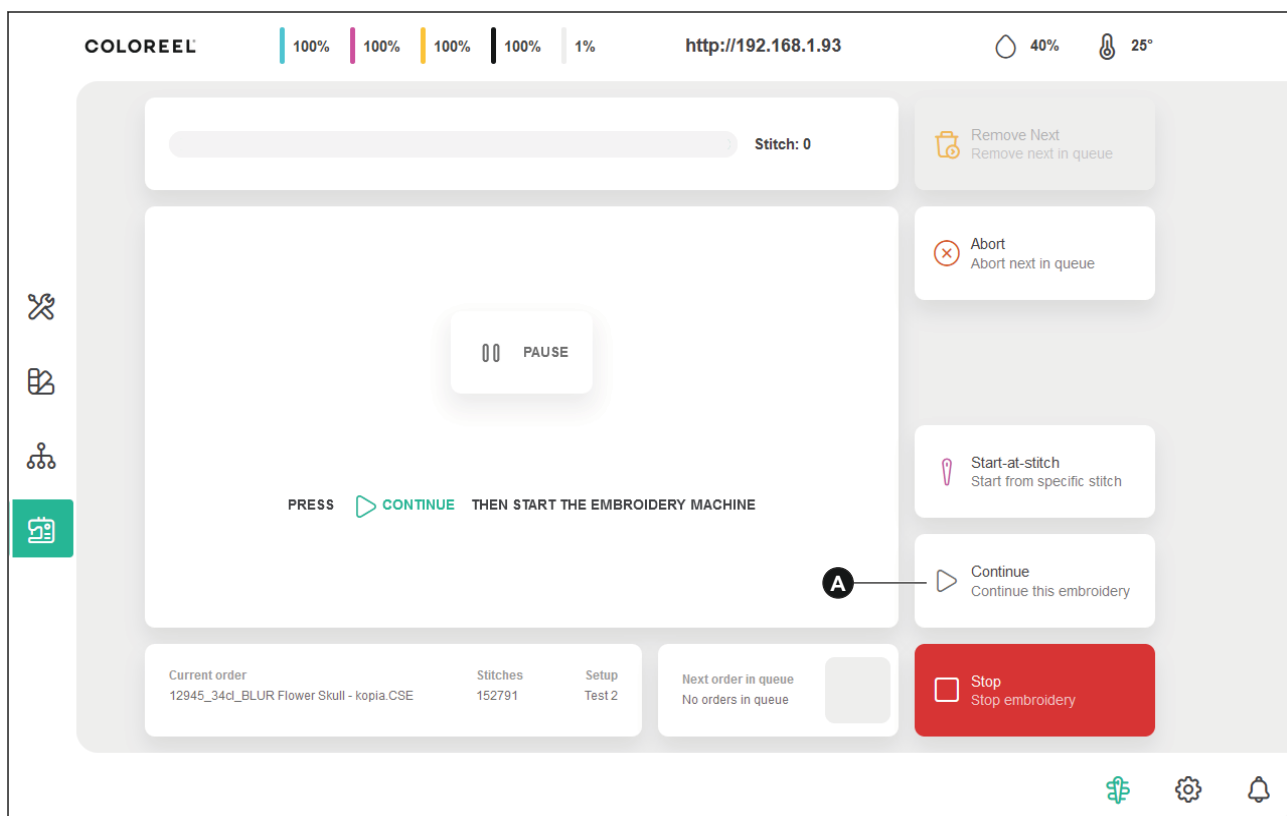 COLOREEL
100% 100% 100% 100% 1%
http://192.168.1.93
40% 25°
Stitch: 0
Remove Next
Remove next in queue
Abort
Abort next in queue
PAUSE
PRESS CONTINUE THEN START THE EMBROIDERY MACHINE
Start-at-stitch
Start from specific stitch
A
Continue
Continue this embroidery
Current order Stitches Setup
12945_34cl_BLUR Flower Skull - kopia.CSE 152791 Test 2
Next order in queue
No orders in queue
Stop
Stop embroidery